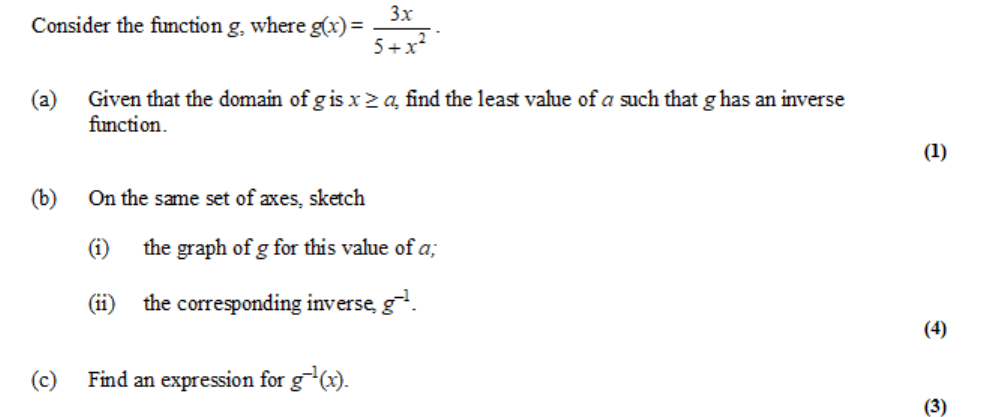 Consider the function g, where g(x) = 3x / (5 + x²) .
(a) Given that the domain of g is x ≥ a, find the least value of a such that g has an inverse
function.
(1)
(b) On the same set of axes, sketch
(i) the graph of g for this value of a;
(ii) the corresponding inverse, g⁻¹.
(4)
(c) Find an expression for g⁻¹(x).
(3)